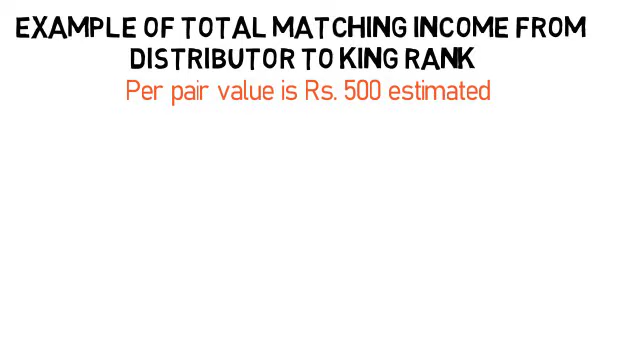 EXAMPLE OF TOTAL MATCHING INCOME FROM
DISTRIBUTOR TO KING RANK
Per pair value is Rs. 500 estimated